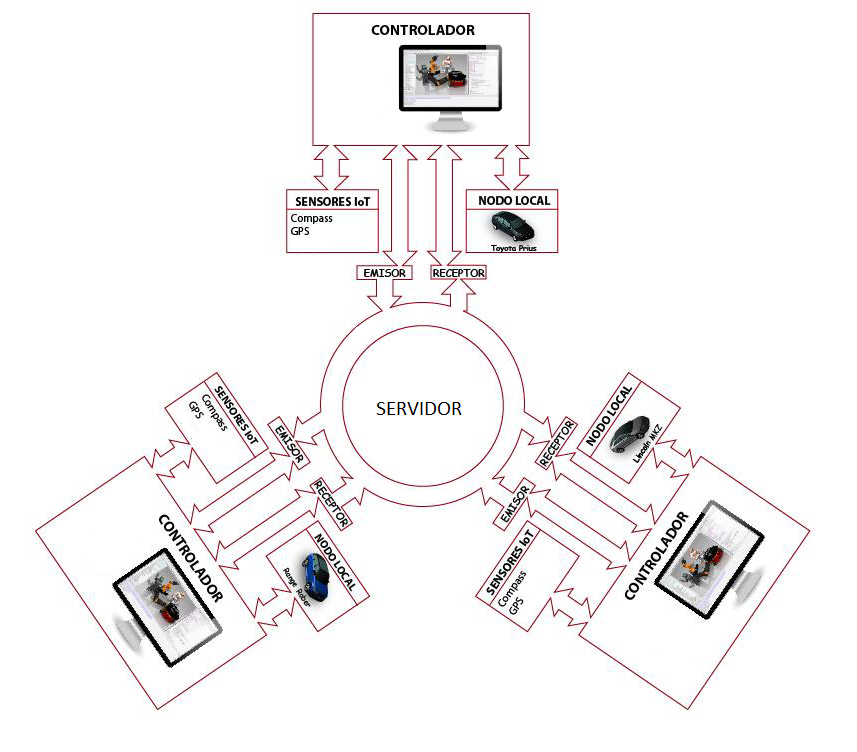 CONTROLADOR
SENSORES IoT
Compass
GPS
NODO LOCAL
Toyota Prius
EMISOR
RECEPTOR
SERVIDOR
SENSORES IoT
Compass
GPS
EMISOR
RECEPTOR
CONTROLADOR
NODO LOCAL
Range Rober
NODO LOCAL
Lincoln MKZ
RECEPTOR
EMISOR
SENSORES IoT
Compass
GPS
CONTROLADOR